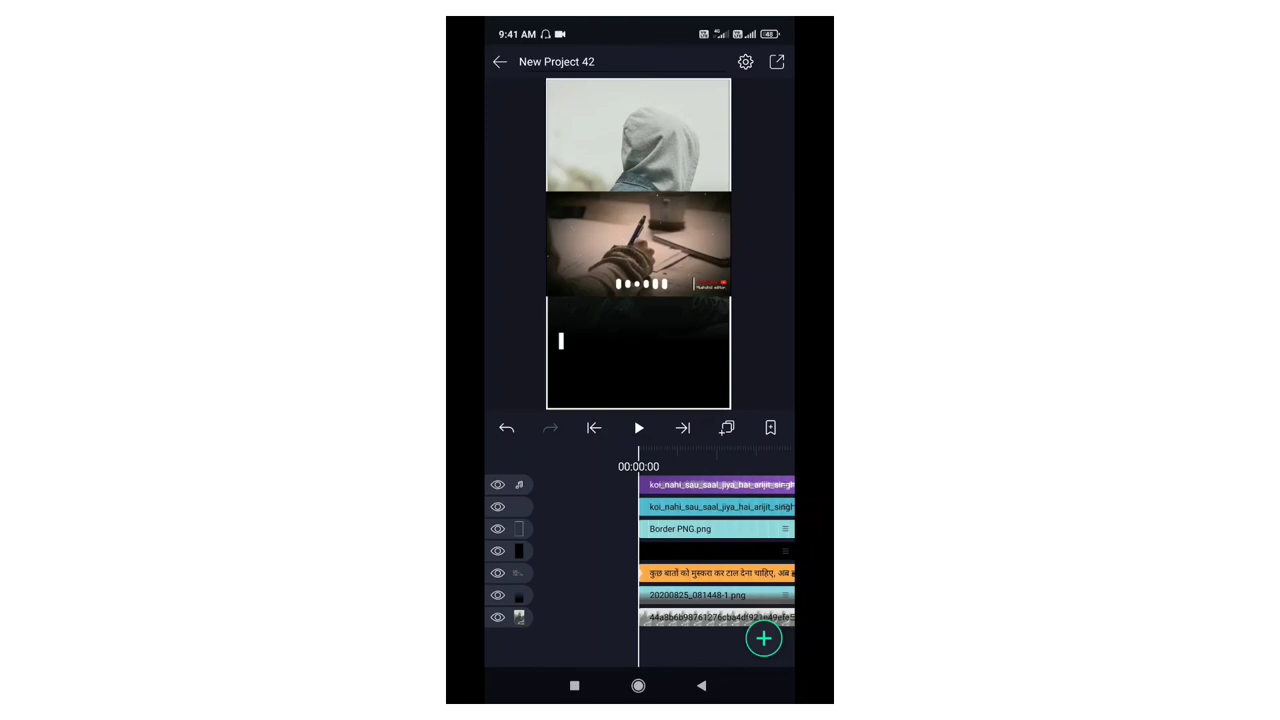 9:41 AM
New Project 42
00:00:00
koi_nahi_sau_saal_jiya_hai_arijit_singh
koi_nahi_sau_saal_jiya_hai_arijit_singh
Border PNG.png
कुछ बातों को मुस्करा कर टाल देना चाहिए, अब
20200825_081448-1.png
44a8b6b98761276cba4df921e49efe